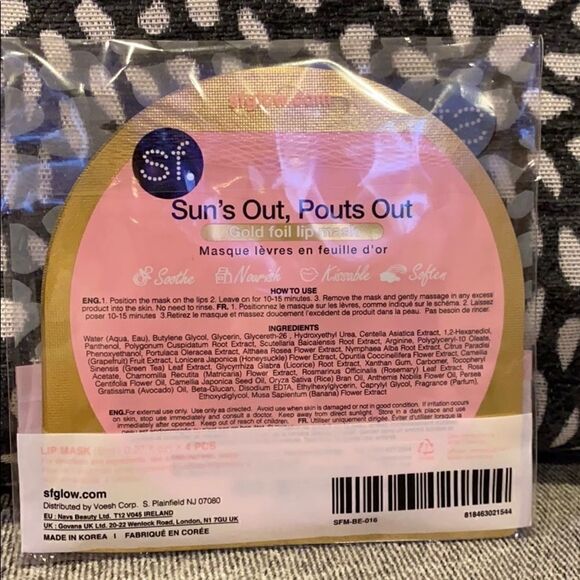 sfglow.com
sf.
Sun's Out, Pouts Out
Gold foil lip mask
Masque lèvres en feuille d'or
Soothe Nourish Kissable Soften
HOW TO USE
ENG.1. Position the mask on the lips 2. Leave on for 10-15 minutes. 3. Remove the mask and gently massage in any excess
product into the skin. No need to rinse. FR. 1. Positionnez le masque sur les lèvres, comme indiqué sur le schéma. 2. Laissez
poser 10-15 minutes 3.Retirez le masque et massez doucement l'excédent de produit dans la peau. Pas besoin de rincer.
INGREDIENTS
Water (Aqua, Eau), Butylene Glycol, Glycerin, Glycereth-26 , Hydroxyethyl Urea, Centella Asiatica Extract, 1,2-Hexanediol,
Panthenol, Polygonum Cuspidatum Root Extract, Scutellaria Baicalensis Root Extract, Arginine, Polyglyceryl-10 Oleate,
Phenoxyethanol, Portulaca Oleracea Extract, Althaea Rosea Flower Extract, Nymphaea Alba Root Extract, Citrus Paradisi
(Grapefruit) Fruit Extract, Lonicera Japonica (Honeysuckle) Flower Extract, Opuntia Coccinellifera Flower Extract, Camellia
Sinensis (Green Tea) Leaf Extract, Glycyrrhiza Glabra (Licorice) Root Extract, Xanthan Gum, Carbomer, Tocopheryl
Acetate, Chamomilla Recutita (Matricaria) Flower Extract, Rosmarinus Officinalis (Rosemary) Leaf Extract, Rosa
Centifolia Flower Oil, Camellia Japonica Seed Oil, Oryza Sativa (Rice) Bran Oil, Anthemis Nobilis Flower Oil, Persea
Gratissima (Avocado) Oil, Beta-Glucan, Disodium EDTA, Ethylhexylglycerin, Caprylyl Glycol, Fragrance (Parfum),
Ethoxydiglycol, Musa Sapientum (Banana) Flower Extract
ENG.For external use only. Use only as directed. Avoid use when skin is damaged or not in good condition. If irritation occurs
on skin, stop use immediately and consult a doctor. Keep away from direct sunlight. Store in a dark place and use
immediately after opening. Keep out of reach of children. FR. Utiliser uniquement dirigée. Évitez d'utiliser lorsque la
LIP MASK 4 PCS
sfglow.com
Distributed by Voesh Corp. S. Plainfield NJ 07080
EU : Navs Beauty Ltd. T12 V045 IRELAND
UK : Govana UK Ltd. 20-22 Wenlock Road, London, N1 7GU UK
MADE IN KOREA I FABRIQUÉ EN CORÉE
SFM-BE-016
818463021544